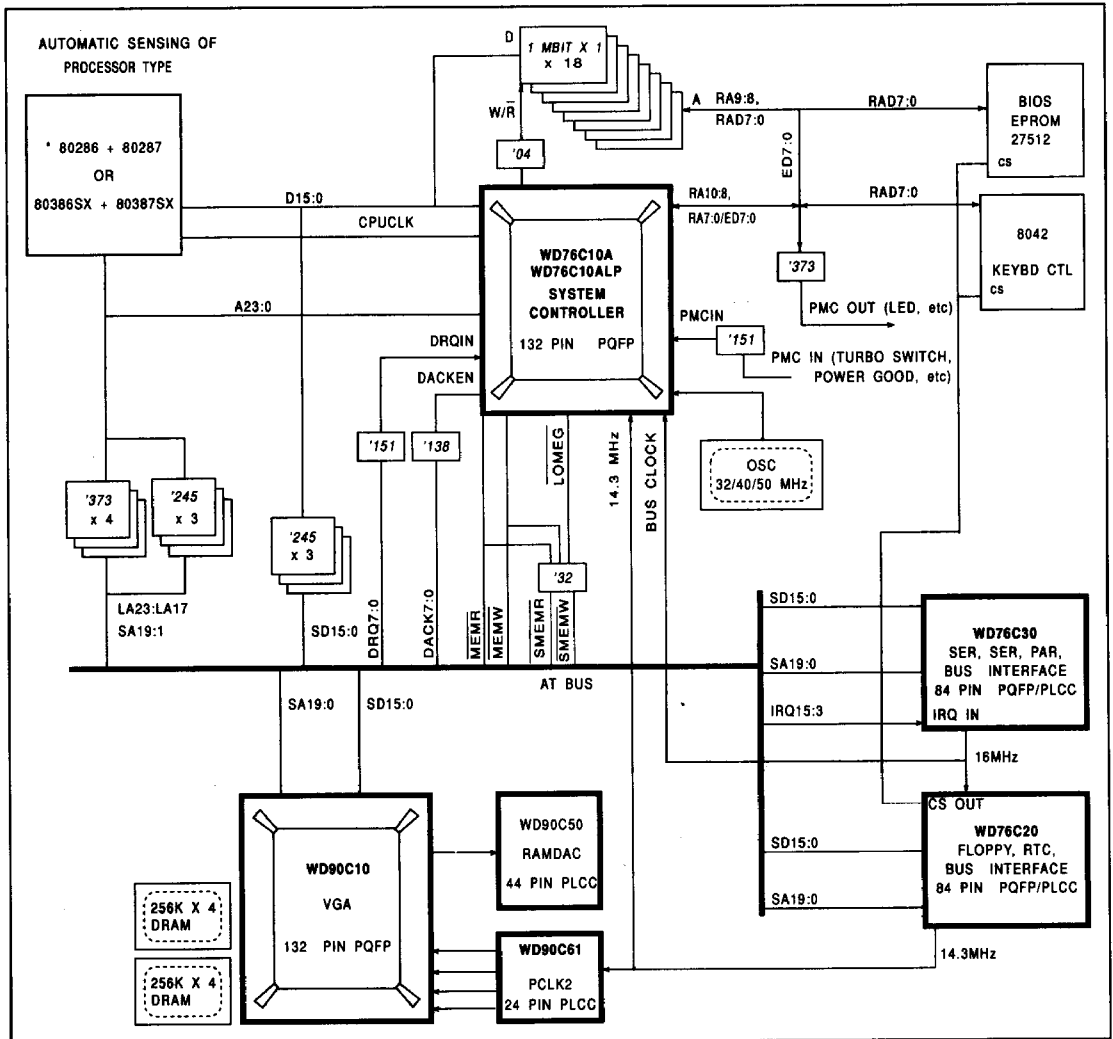 AUTOMATIC SENSING OF
PROCESSOR TYPE
* 80286 + 80287
OR
80386SX + 80387SX
D
1 MBIT X 1
x 18
W/R̅
'04
A
RA9:8,
RAD7:0
RAD7:0
BIOS
EPROM
27512
CS
ED7:0
D15:0
CPUCLK
RA10:8,
RA7:0/ED7:0
RAD7:0
8042
KEYBD CTL
CS
'373
PMC OUT (LED, etc)
WD76C10A
WD76C10ALP
SYSTEM
CONTROLLER
132 PIN PQFP
A23:0
DRQIN
DACKEN
PMCIN
'151
PMC IN (TURBO SWITCH,
POWER GOOD, etc)
'151
'138
LOMEG
14.3 MHz
BUS CLOCK
OSC
32/40/50 MHz
'373
x 4
'245
x 3
'245
x 3
'32
LA23:LA17
SA19:1
SD15:0
DRQ7:0
DACK7:0
MEMR
MEMW
SMEMR
SMEMW
AT BUS
SD15:0
SA19:0
IRQ15:3
WD76C30
SER, SER, PAR,
BUS INTERFACE
84 PIN PQFP/PLCC
IRQ IN
16MHz
SA19:0
SD15:0
CS OUT
WD76C20
FLOPPY, RTC,
BUS INTERFACE
84 PIN PQFP/PLCC
SD15:0
SA19:0
14.3MHz
WD90C10
VGA
132 PIN PQFP
WD90C50
RAMDAC
44 PIN PLCC
WD90C61
PCLK2
24 PIN PLCC
256K X 4
DRAM
256K X 4
DRAM